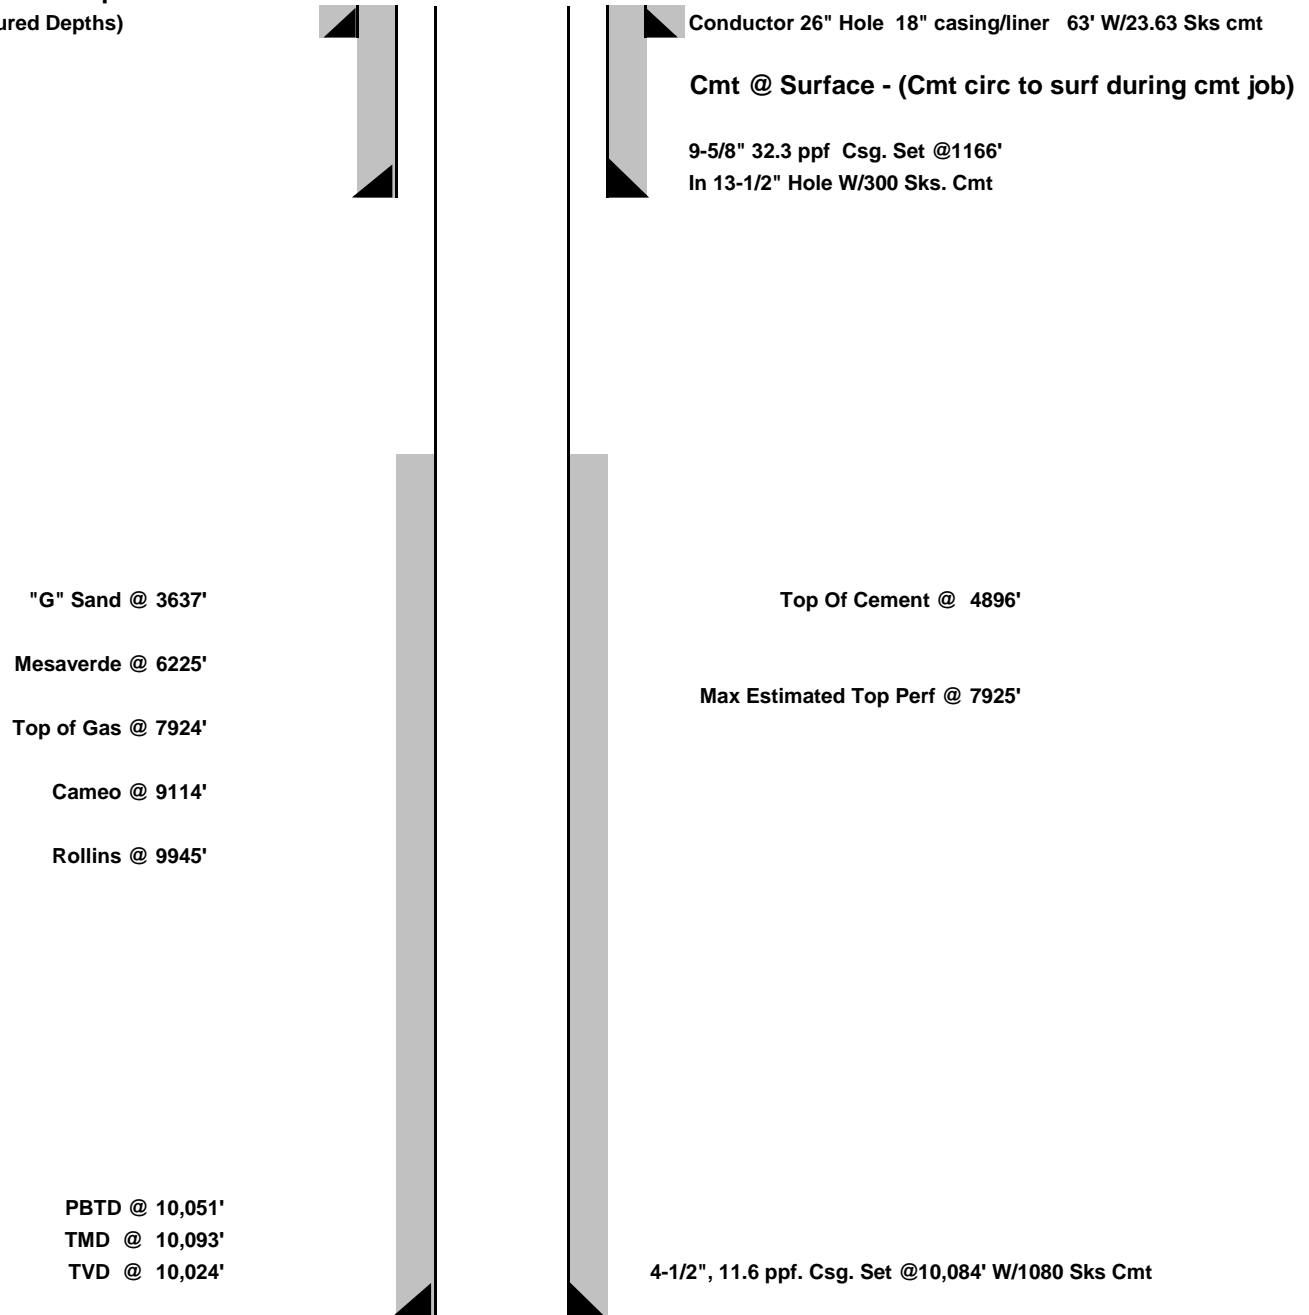 ured Depths)
Conductor 26" Hole 18" casing/liner 63' W/23.63 Sks cmt
Cmt @ Surface - (Cmt circ to surf during cmt job)
9-5/8" 32.3 ppf Csg. Set @1166'
In 13-1/2" Hole W/300 Sks. Cmt
"G" Sand @ 3637'
Top Of Cement @ 4896'
Mesaverde @ 6225'
Max Estimated Top Perf @ 7925'
Top of Gas @ 7924'
Cameo @ 9114'
Rollins @ 9945'
PBTD @ 10,051'
TMD @ 10,093'
TVD @ 10,024'
4-1/2", 11.6 ppf. Csg. Set @10,084' W/1080 Sks Cmt